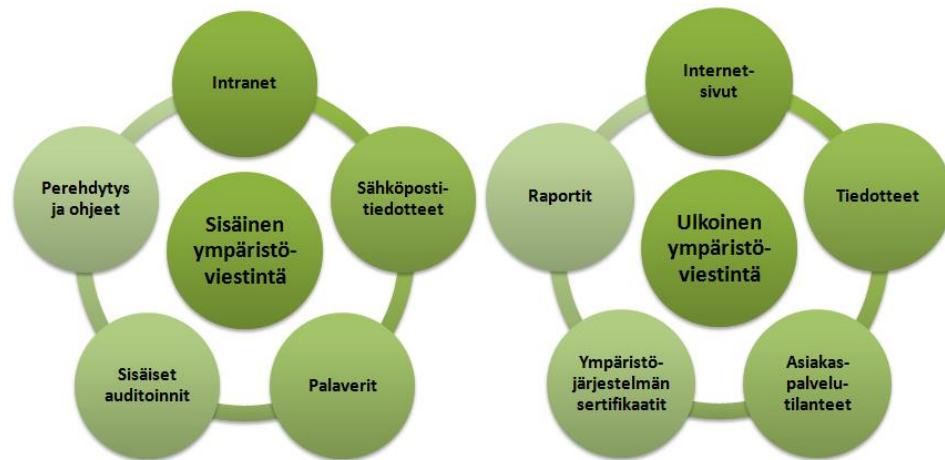 Intranet
Sähköposti-
tiedotteet
Palaverit
Sisäiset
auditoinnit
Perehdytys
ja ohjeet
Sisäinen
ympäristö-
viestintä
Internet-
sivut
Tiedotteet
Asiakas-
palvelu-
tilanteet
Ympäristö-
järjestelmän
sertifikaatit
Raportit
Ulkoinen
ympäristö-
viestintä